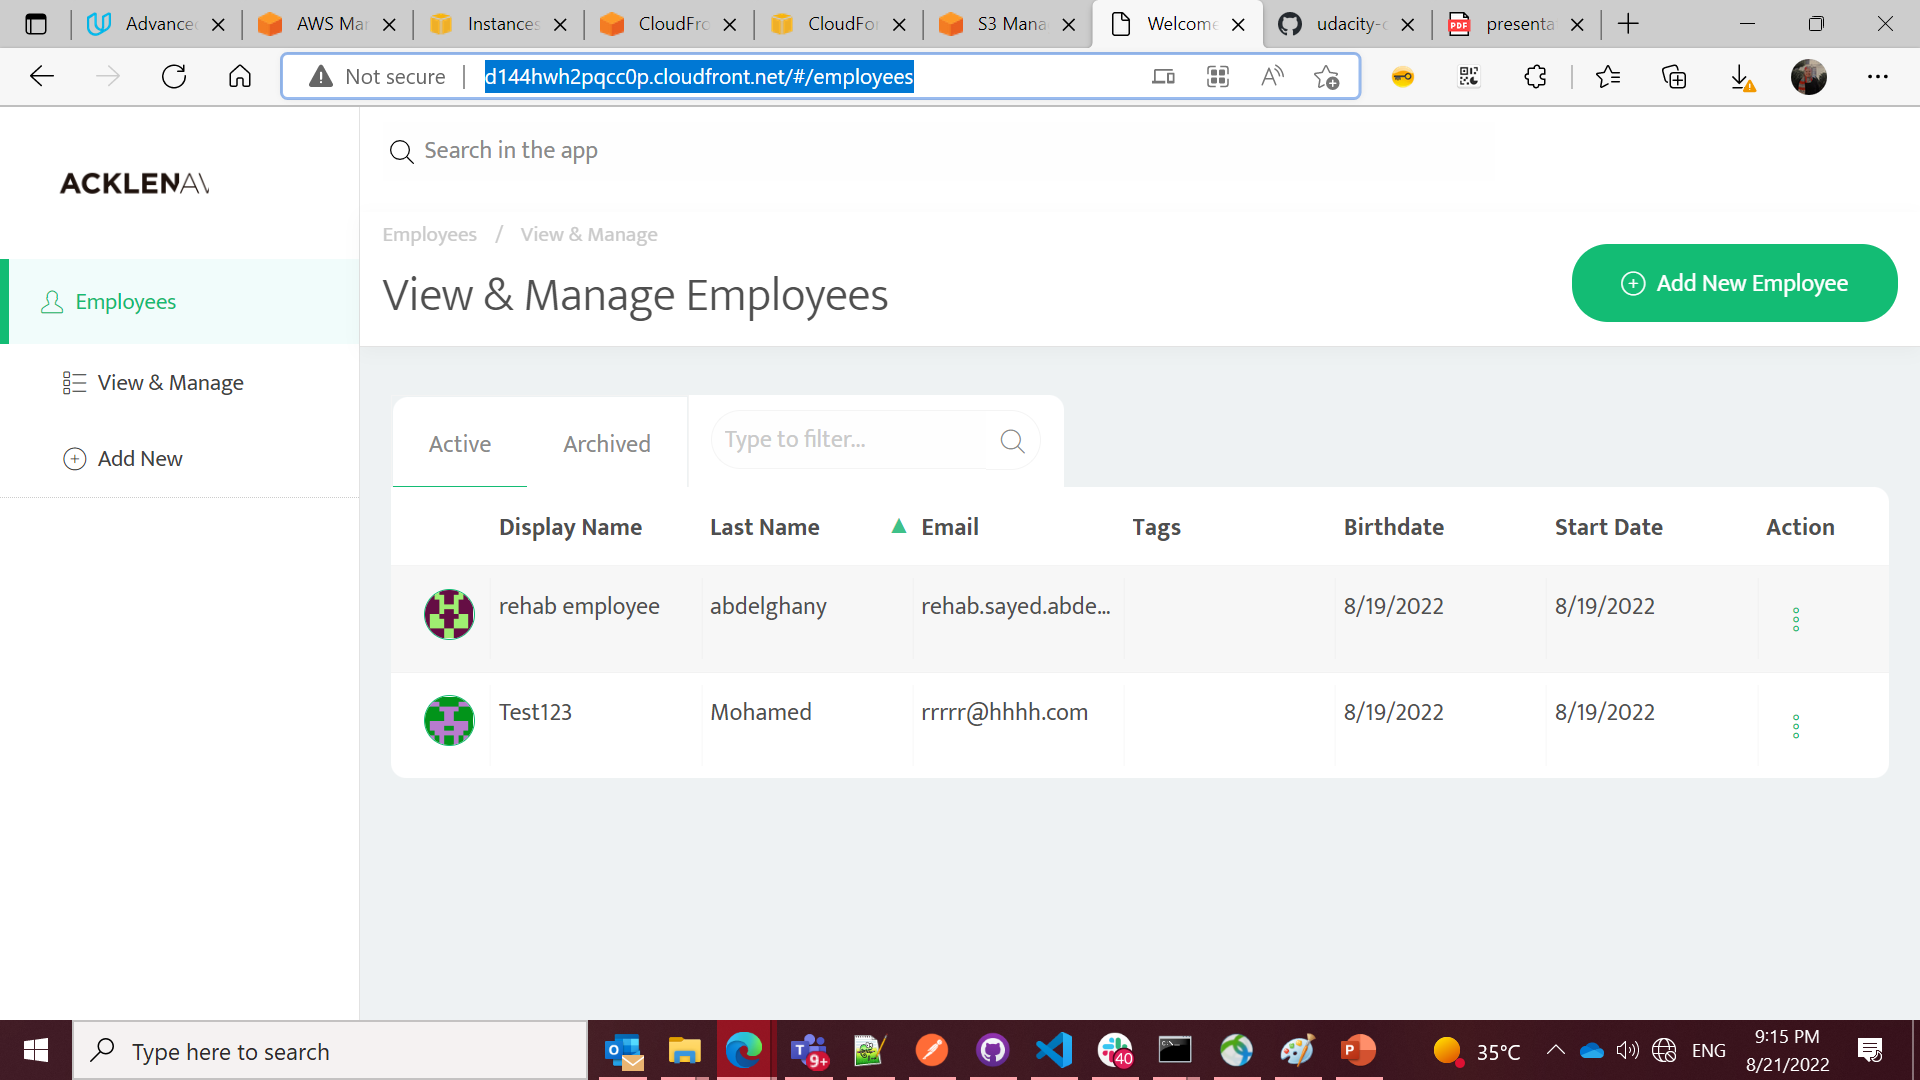 Advance
AWS Mar
Instances
CloudFro
CloudFor
S3 Mana
Welcome
udacity-c
presenta
Not secure
d144hwh2pqcc0p.cloudfront.net/#/employees
ACKLENAV
Search in the app
Employees / View & Manage
View & Manage Employees
Add New Employee
Employees
View & Manage
Add New
Active
Archived
Type to filter...
Display Name Last Name ▲ Email Tags Birthdate Start Date Action
rehab employee abdelghany rehab.sayed.abde... 8/19/2022 8/19/2022
Test123 Mohamed rrrrr@hhhh.com 8/19/2022 8/19/2022
Type here to search
9+
40
35°C
ENG
9:15 PM
8/21/2022